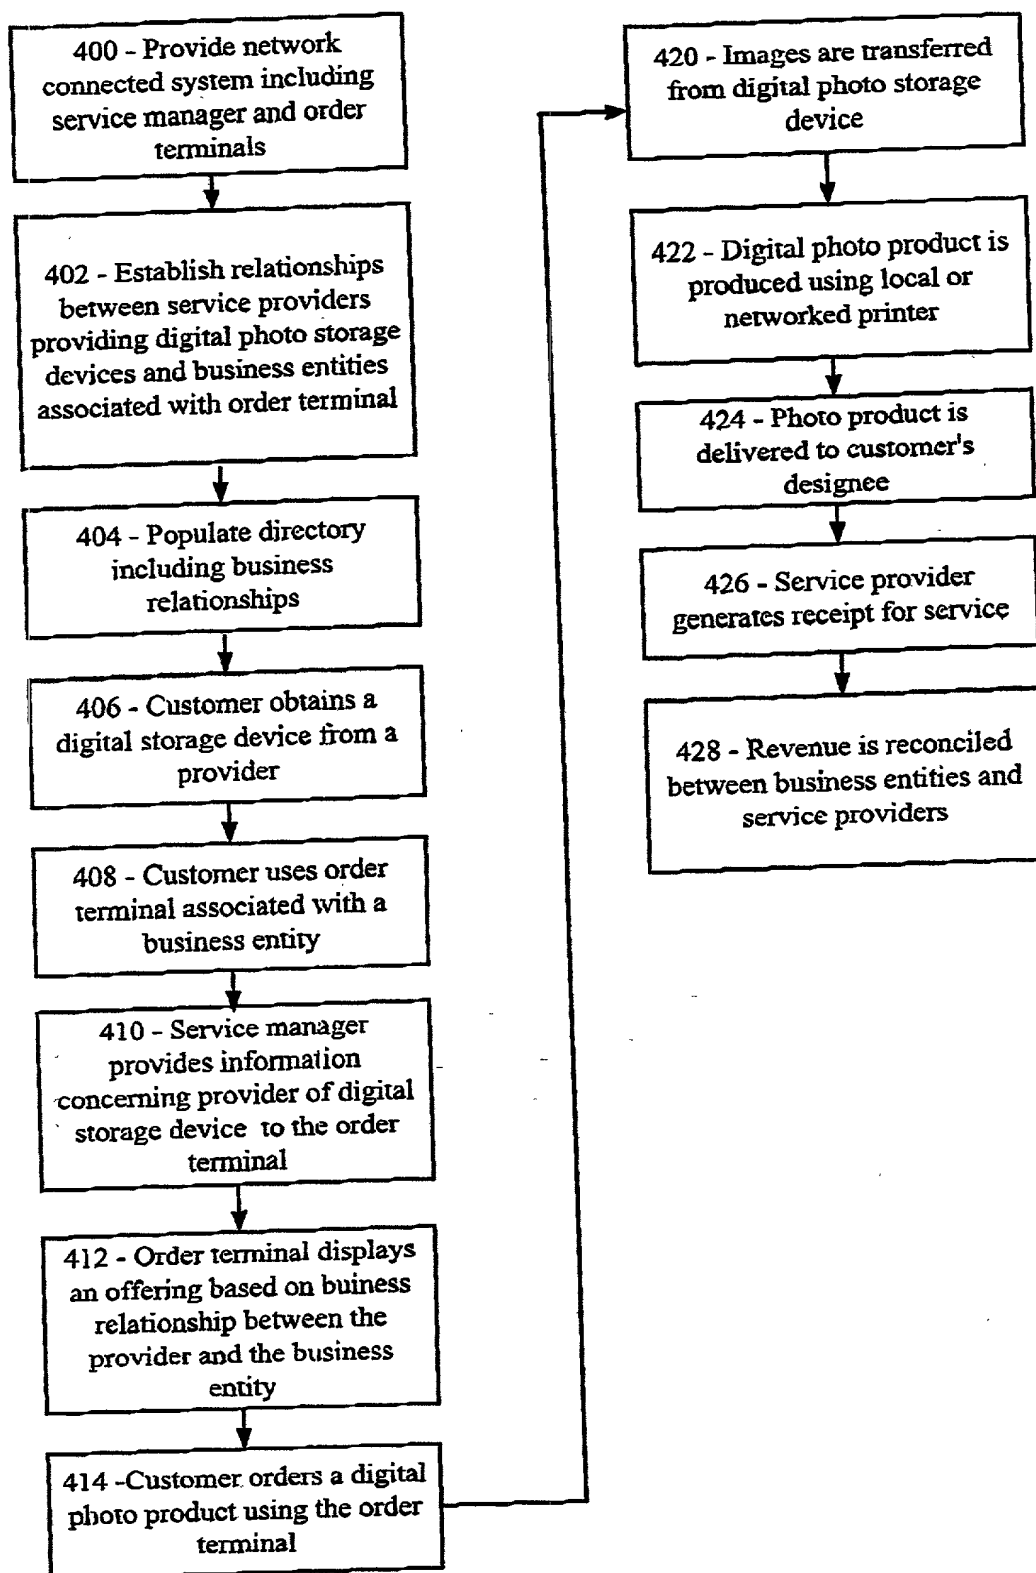 400 - Provide network
connected system including
service manager and order
terminals
402 - Establish relationships
between service providers
providing digital photo storage
devices and business entities
associated with order terminal
404 - Populate directory
including business
relationships
406 - Customer obtains a
digital storage device from a
provider
408 - Customer uses order
terminal associated with a
business entity
410 - Service manager
provides information
concerning provider of digital
storage device to the order
terminal
412 - Order terminal displays
an offering based on buiness
relationship between the
provider and the business
entity
414 -Customer orders a digital
photo product using the order
terminal
420 - Images are transferred
from digital photo storage
device
422 - Digital photo product is
produced using local or
networked printer
424 - Photo product is
delivered to customer's
designee
426 - Service provider
generates receipt for service
428 - Revenue is reconciled
between business entities and
service providers